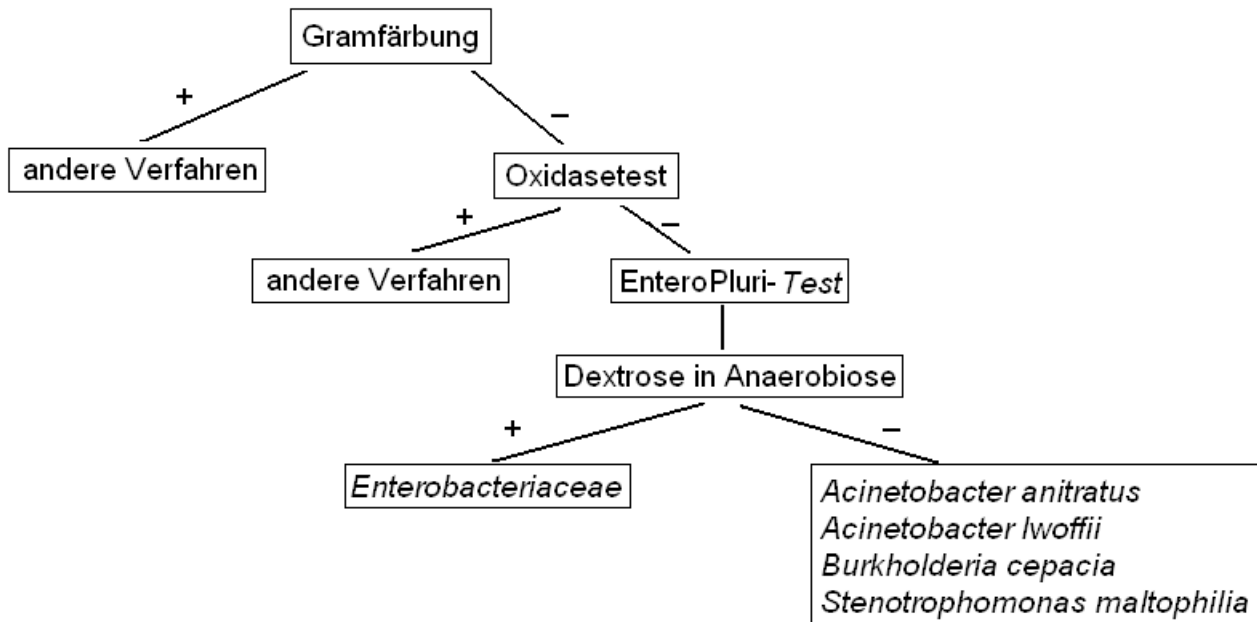 Gramfärbung
+
–
andere Verfahren
Oxidasetest
+
–
andere Verfahren
EnteroPluri- Test
Dextrose in Anaerobiose
+
–
Enterobacteriaceae
Acinetobacter anitratus
Acinetobacter lwoffii
Burkholderia cepacia
Stenotrophomonas maltophilia